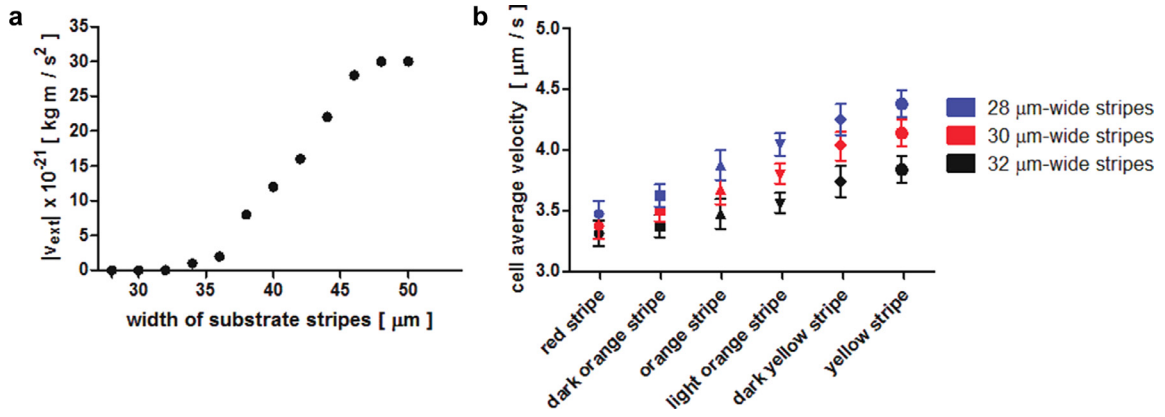 a
|v_ext| x 10^-21 [ kg m / s^2 ]
35
30
25
20
15
10
5
0
30 35 40 45 50
width of substrate stripes [ μm ]
b
cell average velocity [ μm / s ]
5.0
4.5
4.0
3.5
3.0
red stripe
dark orange stripe
orange stripe
light orange stripe
dark yellow stripe
yellow stripe
28 μm-wide stripes
30 μm-wide stripes
32 μm-wide stripes